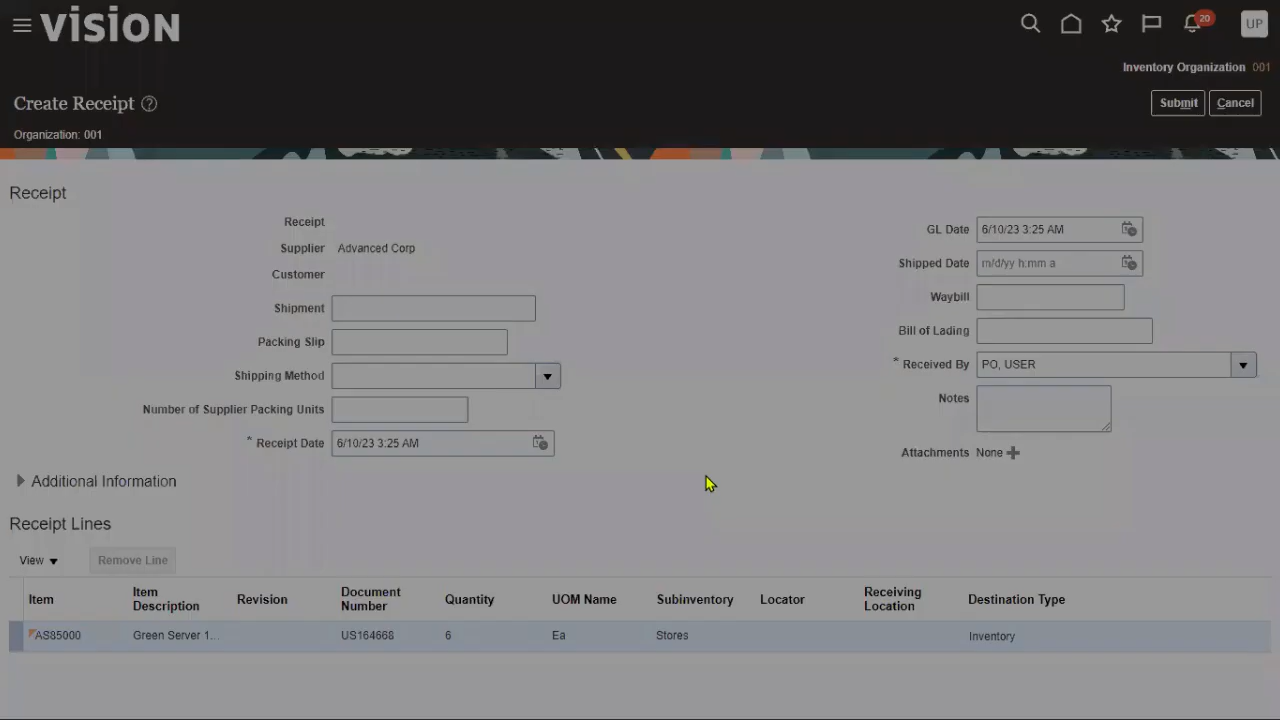 VISION
20
UP
Inventory Organization 001
Create Receipt ?
Submit Cancel
Organization: 001
Receipt
Receipt
Supplier Advanced Corp
Customer
Shipment
Packing Slip
Shipping Method
Number of Supplier Packing Units
* Receipt Date 6/10/23 3:25 AM
GL Date 6/10/23 3:25 AM
Shipped Date m/d/yy h:mm a
Waybill
Bill of Lading
* Received By PO, USER
Notes
Attachments None
Additional Information
Receipt Lines
View Remove Line
Item Item Description Revision Document Number Quantity UOM Name Subinventory Locator Receiving Location Destination Type
AS85000 Green Server 1... US164668 6 Ea Stores Inventory